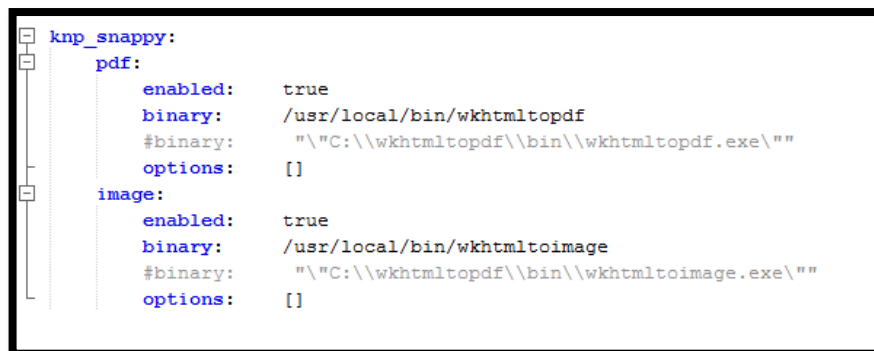 knp_snappy:
pdf:
enabled: true
binary: /usr/local/bin/wkhtmltopdf
#binary: "\"C:\\wkhtmltopdf\\bin\\wkhtmltopdf.exe\""
options: []
image:
enabled: true
binary: /usr/local/bin/wkhtmltoimage
#binary: "\"C:\\wkhtmltopdf\\bin\\wkhtmltoimage.exe\""
options: []